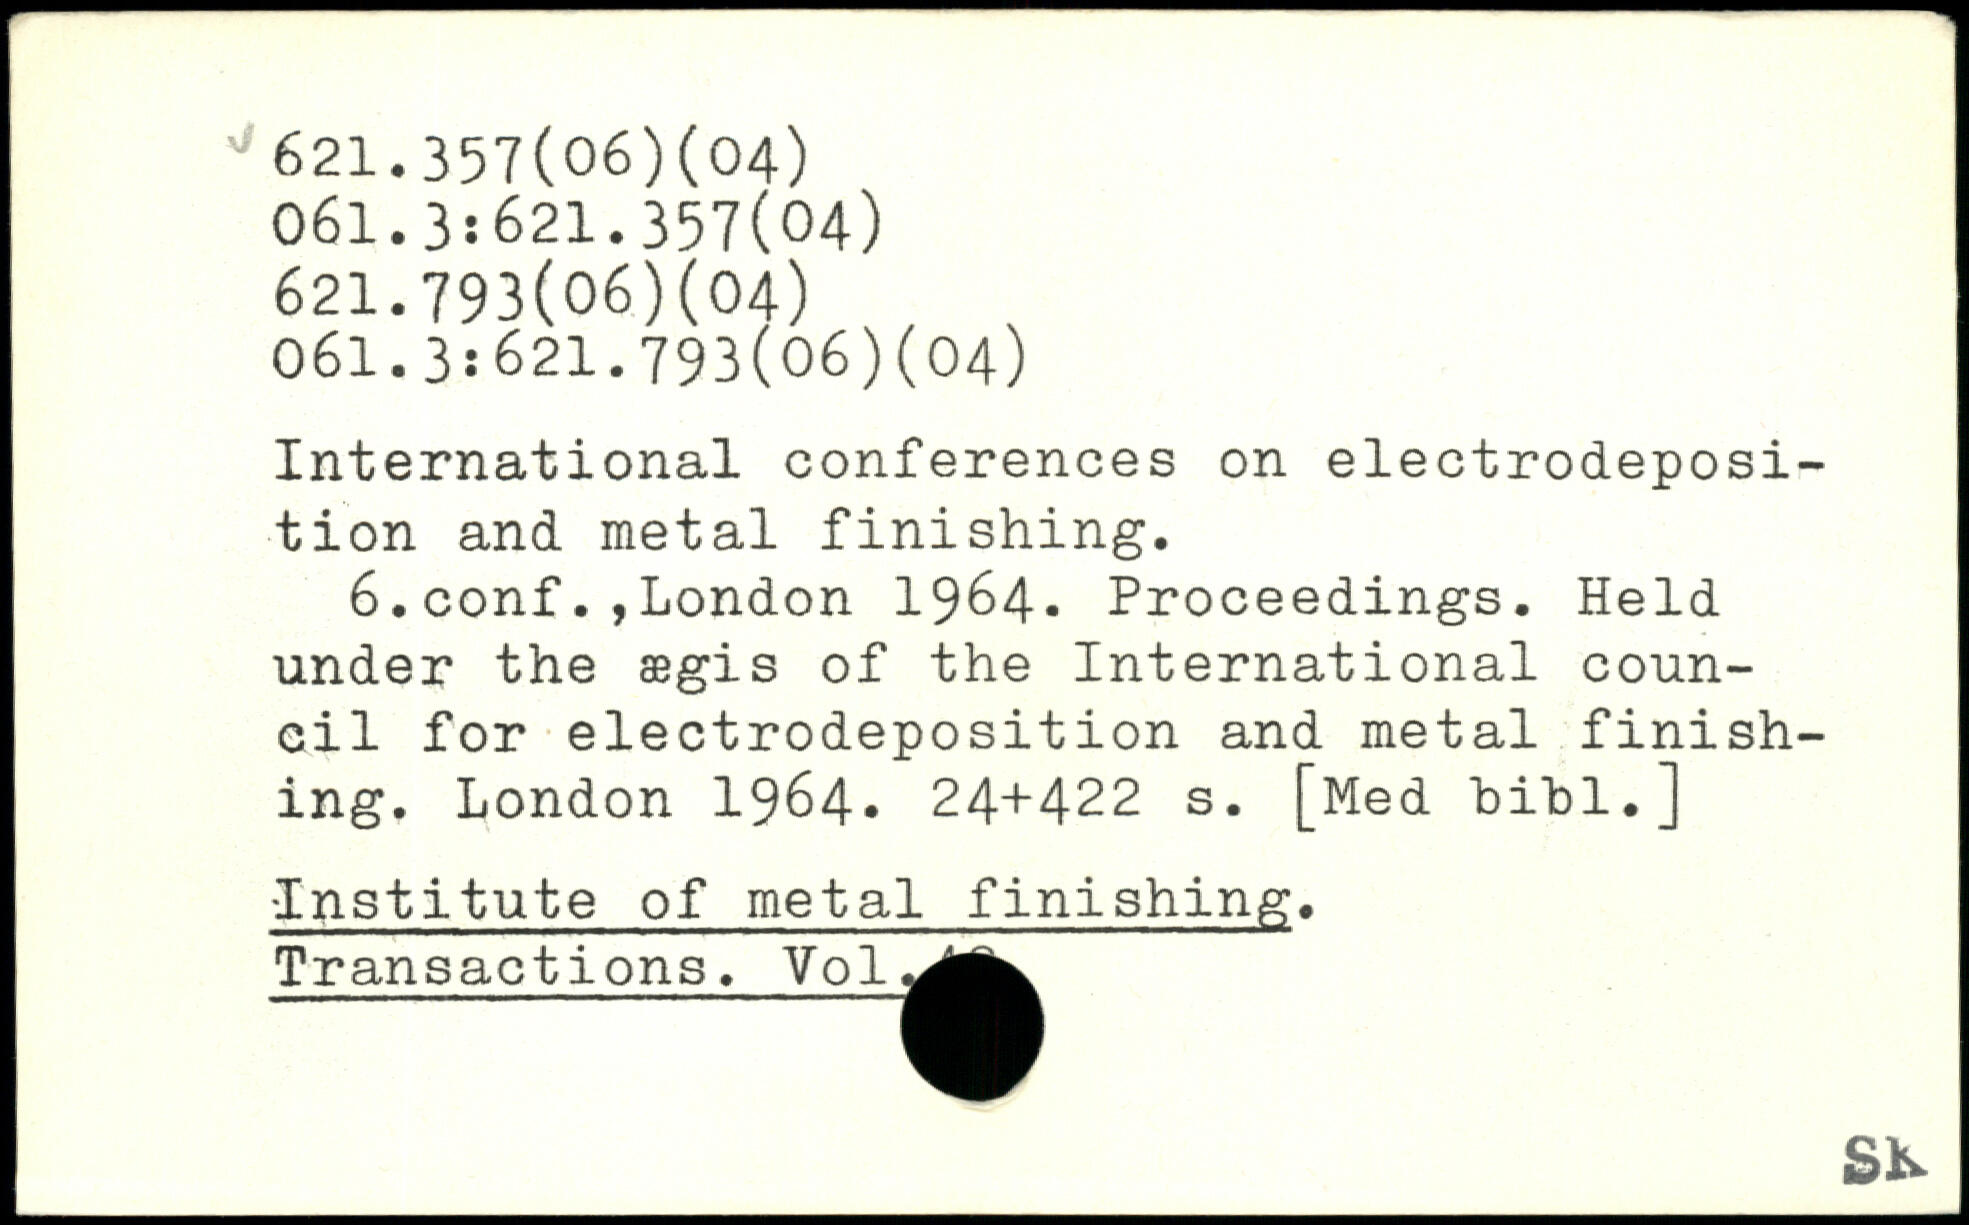 621.357(06)(04)
061.3:621.357(04)
621.793(06)(04)
061.3:621.793(06)(04)
International conferences on electrodeposi-
tion and metal finishing.
6.conf.,London 1964. Proceedings. Held
under the ægis of the International coun-
cil for electrodeposition and metal finish-
ing. London 1964. 24+422 s. [Med bibl.]
Institute of metal finishing.
Transactions. Vol.
Sk